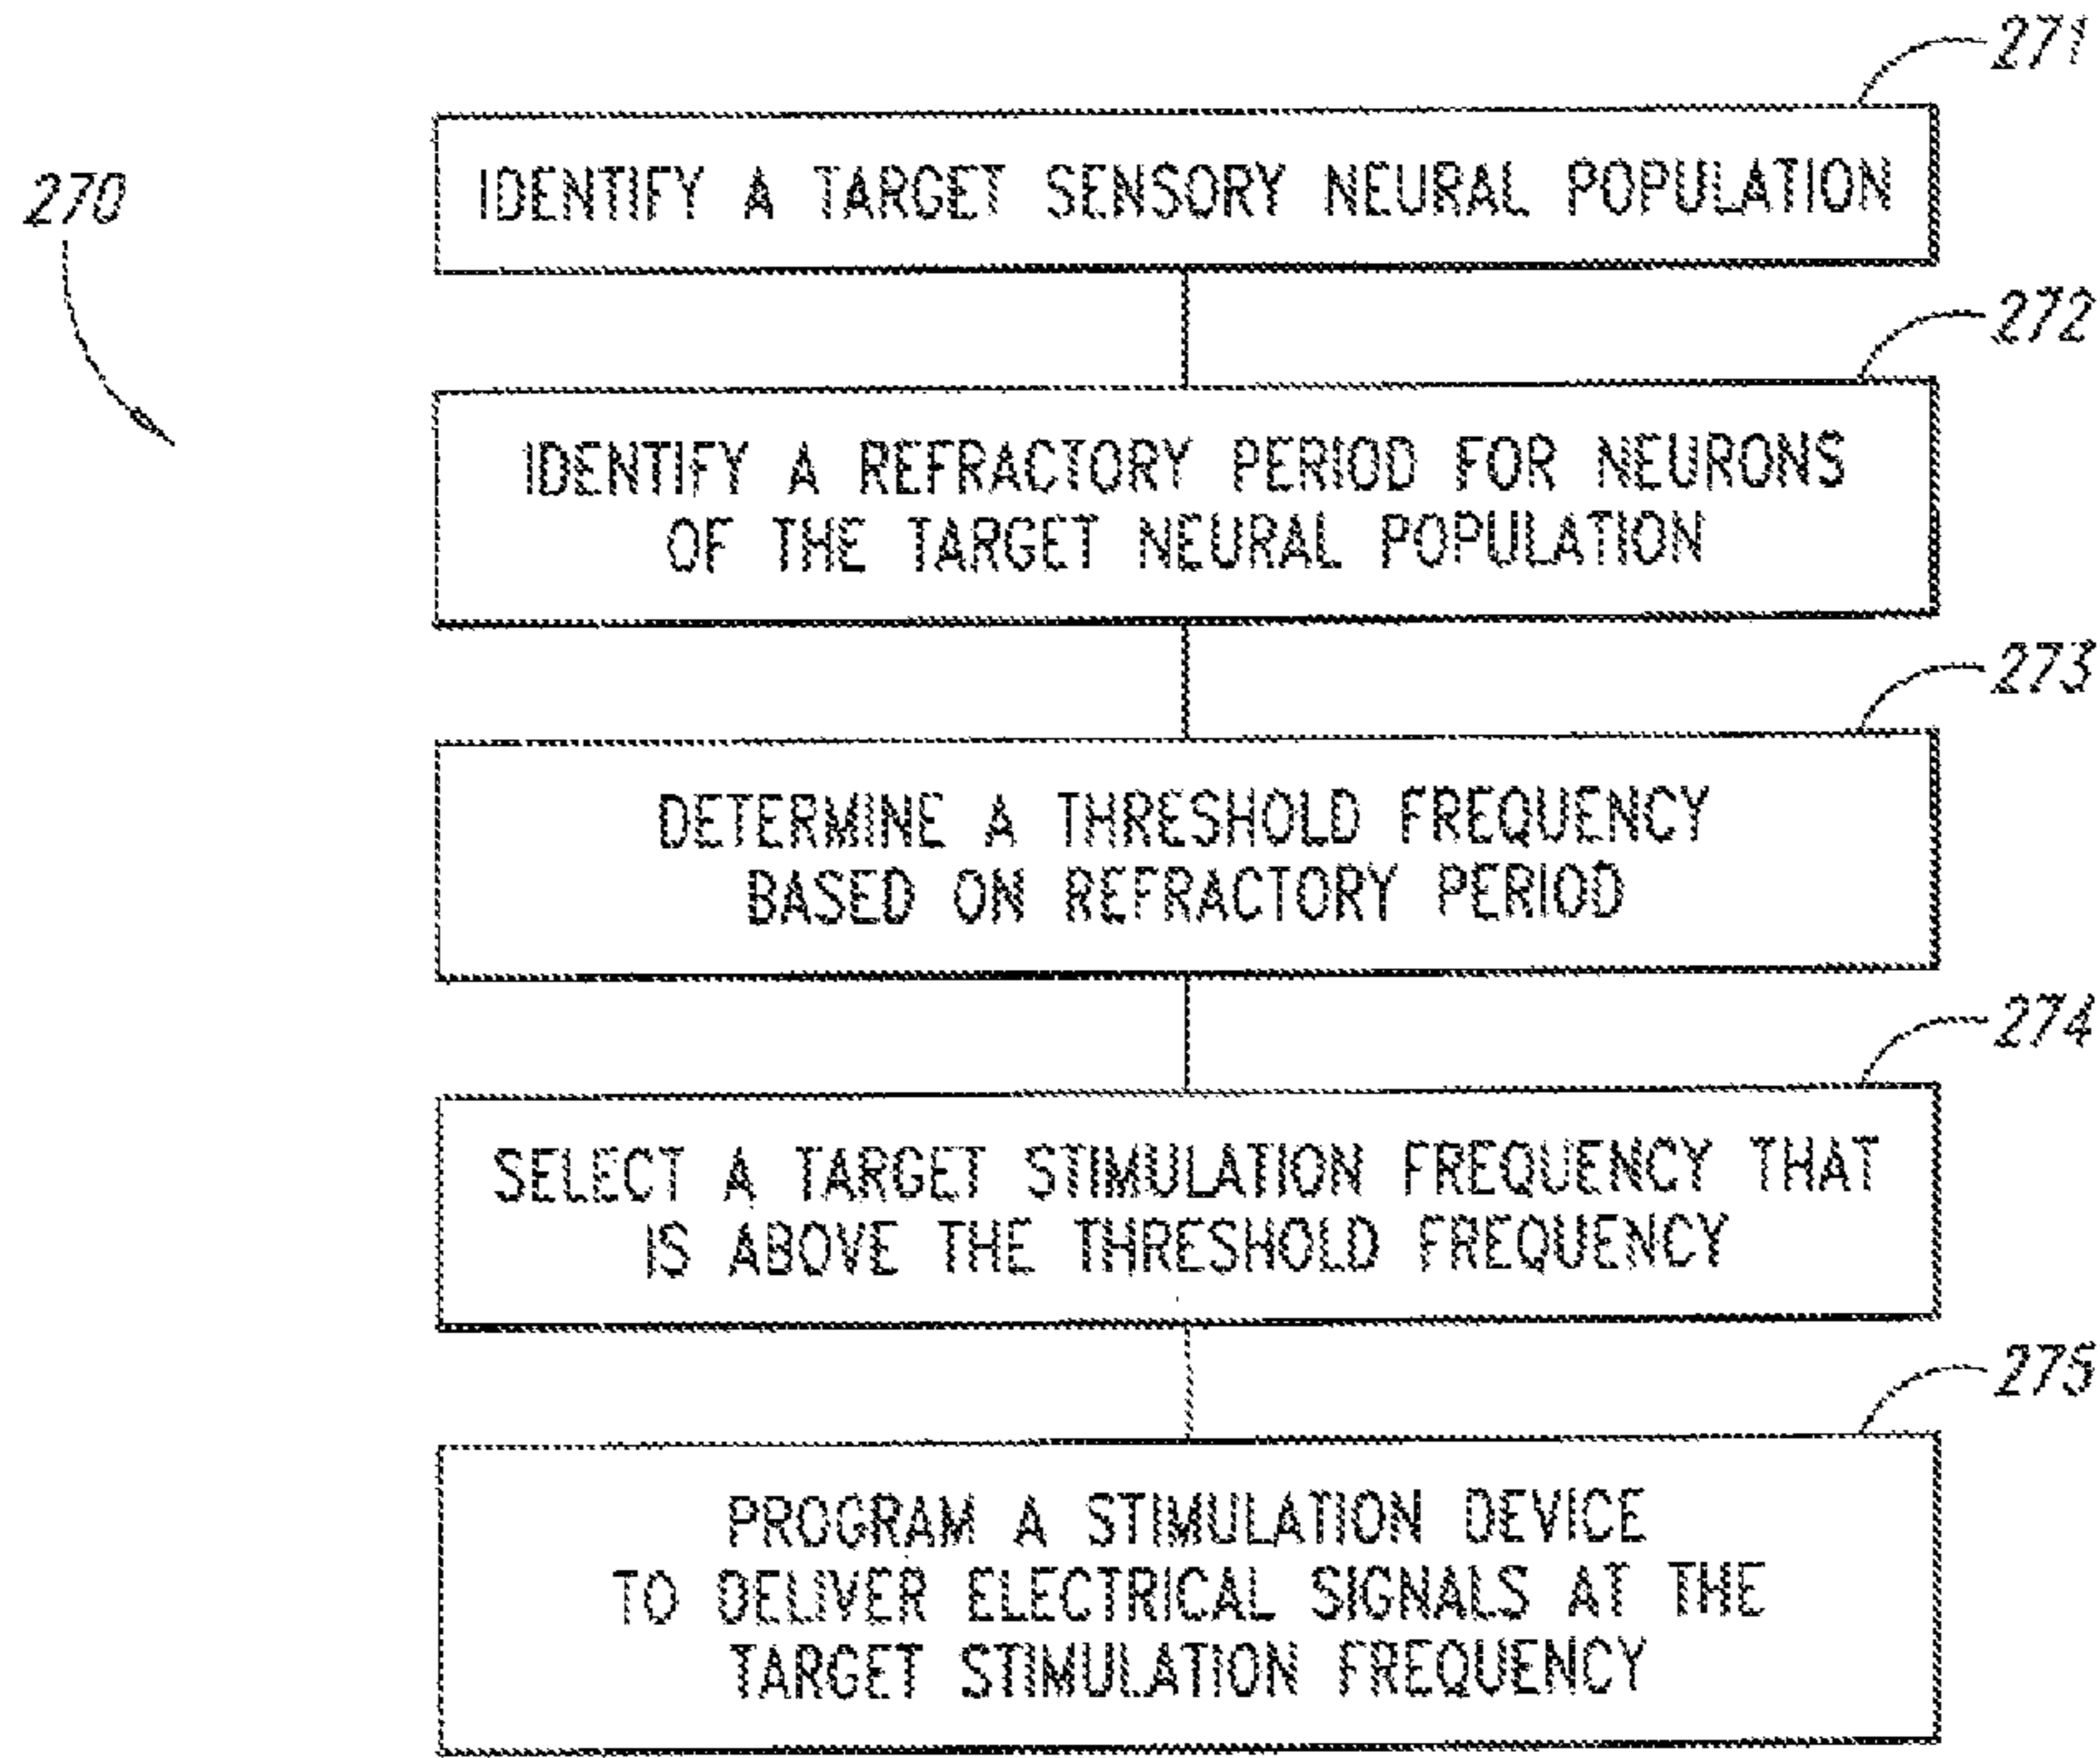 271
IDENTIFY A TARGET SENSORY NEURAL POPULATION
270
272
IDENTIFY A REFRACTORY PERIOD FOR NEURONS
OF THE TARGET NEURAL POPULATION
273
DETERMINE A THRESHOLD FREQUENCY
BASED ON REFRACTORY PERIOD
274
SELECT A TARGET STIMULATION FREQUENCY THAT
IS ABOVE THE THRESHOLD FREQUENCY
275
PROGRAM A STIMULATION DEVICE
TO DELIVER ELECTRICAL SIGNALS AT THE
TARGET STIMULATION FREQUENCY